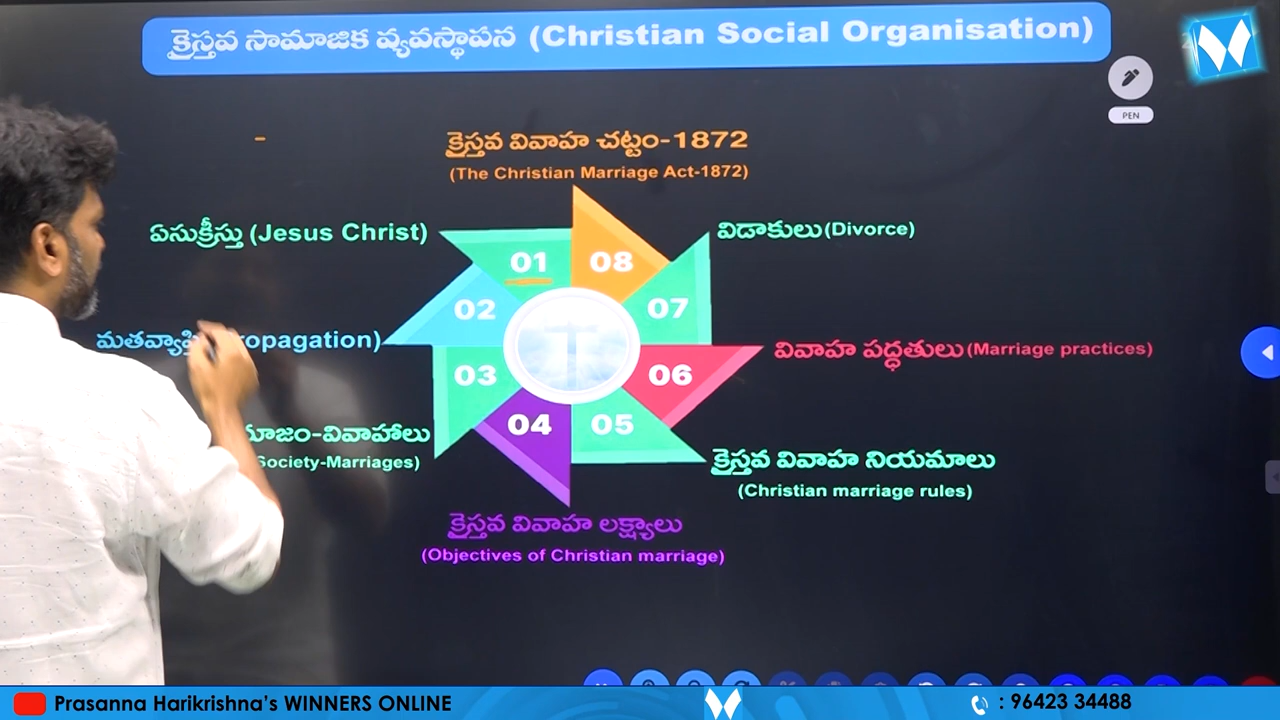 క్రైస్తవ సామాజిక వ్యవస్థాపన (Christian Social Organisation)
PEN
క్రైస్తవ వివాహ చట్టం-1872
(The Christian Marriage Act-1872)
ఏసుక్రీస్తు (Jesus Christ)
విడాకులు (Divorce)
01
08
02
07
ropagation)
వివాహ పద్ధతులు (Marriage practices)
03
06
04
05
-వివాహాలు
Society-Marriages)
క్రైస్తవ వివాహ నియమాలు
(Christian marriage rules)
క్రైస్తవ వివాహ లక్ష్యాలు
(Objectives of Christian marriage)
Prasanna Harikrishna's WINNERS ONLINE
: 96423 34488